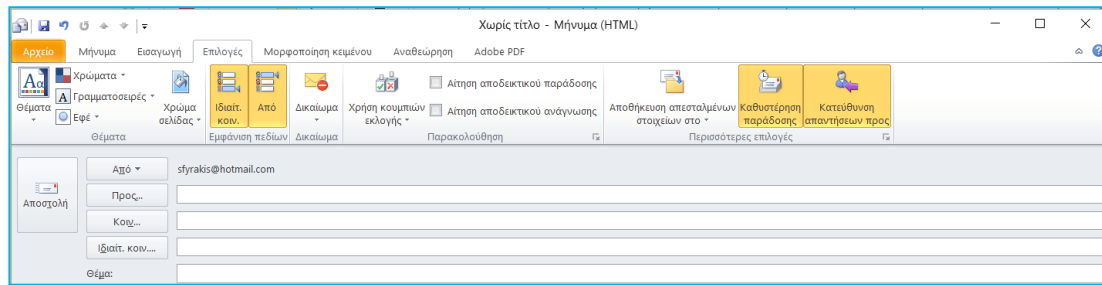 Χωρίς τίτλο - Μήνυμα (HTML)
Αρχείο Μήνυμα Εισαγωγή Επιλογές Μορφοποίηση κειμένου Αναθεώρηση Adobe PDF
Θέματα
Χρώματα
Γραμματοσειρές
Εφέ
Χρώμα
σελίδας
Θέματα
Ιδιαίτ.
κοιν.
Από
Εμφάνιση πεδίων
Δικαίωμα
Δικαίωμα
Χρήση κουμπιών
εκλογής
Αίτηση αποδεικτικού παράδοσης
Αίτηση αποδεικτικού ανάγνωσης
Παρακολούθηση
Αποθήκευση απεσταλμένων
στοιχείων στο
Καθυστέρηση
παράδοσης
Κατεύθυνση
απαντήσεων προς
Περισσότερες επιλογές
Αποστολή
Από
sfyrakis@hotmail.com
Προς...
Κοιν...
Ιδιαίτ. κοιν....
Θέμα: